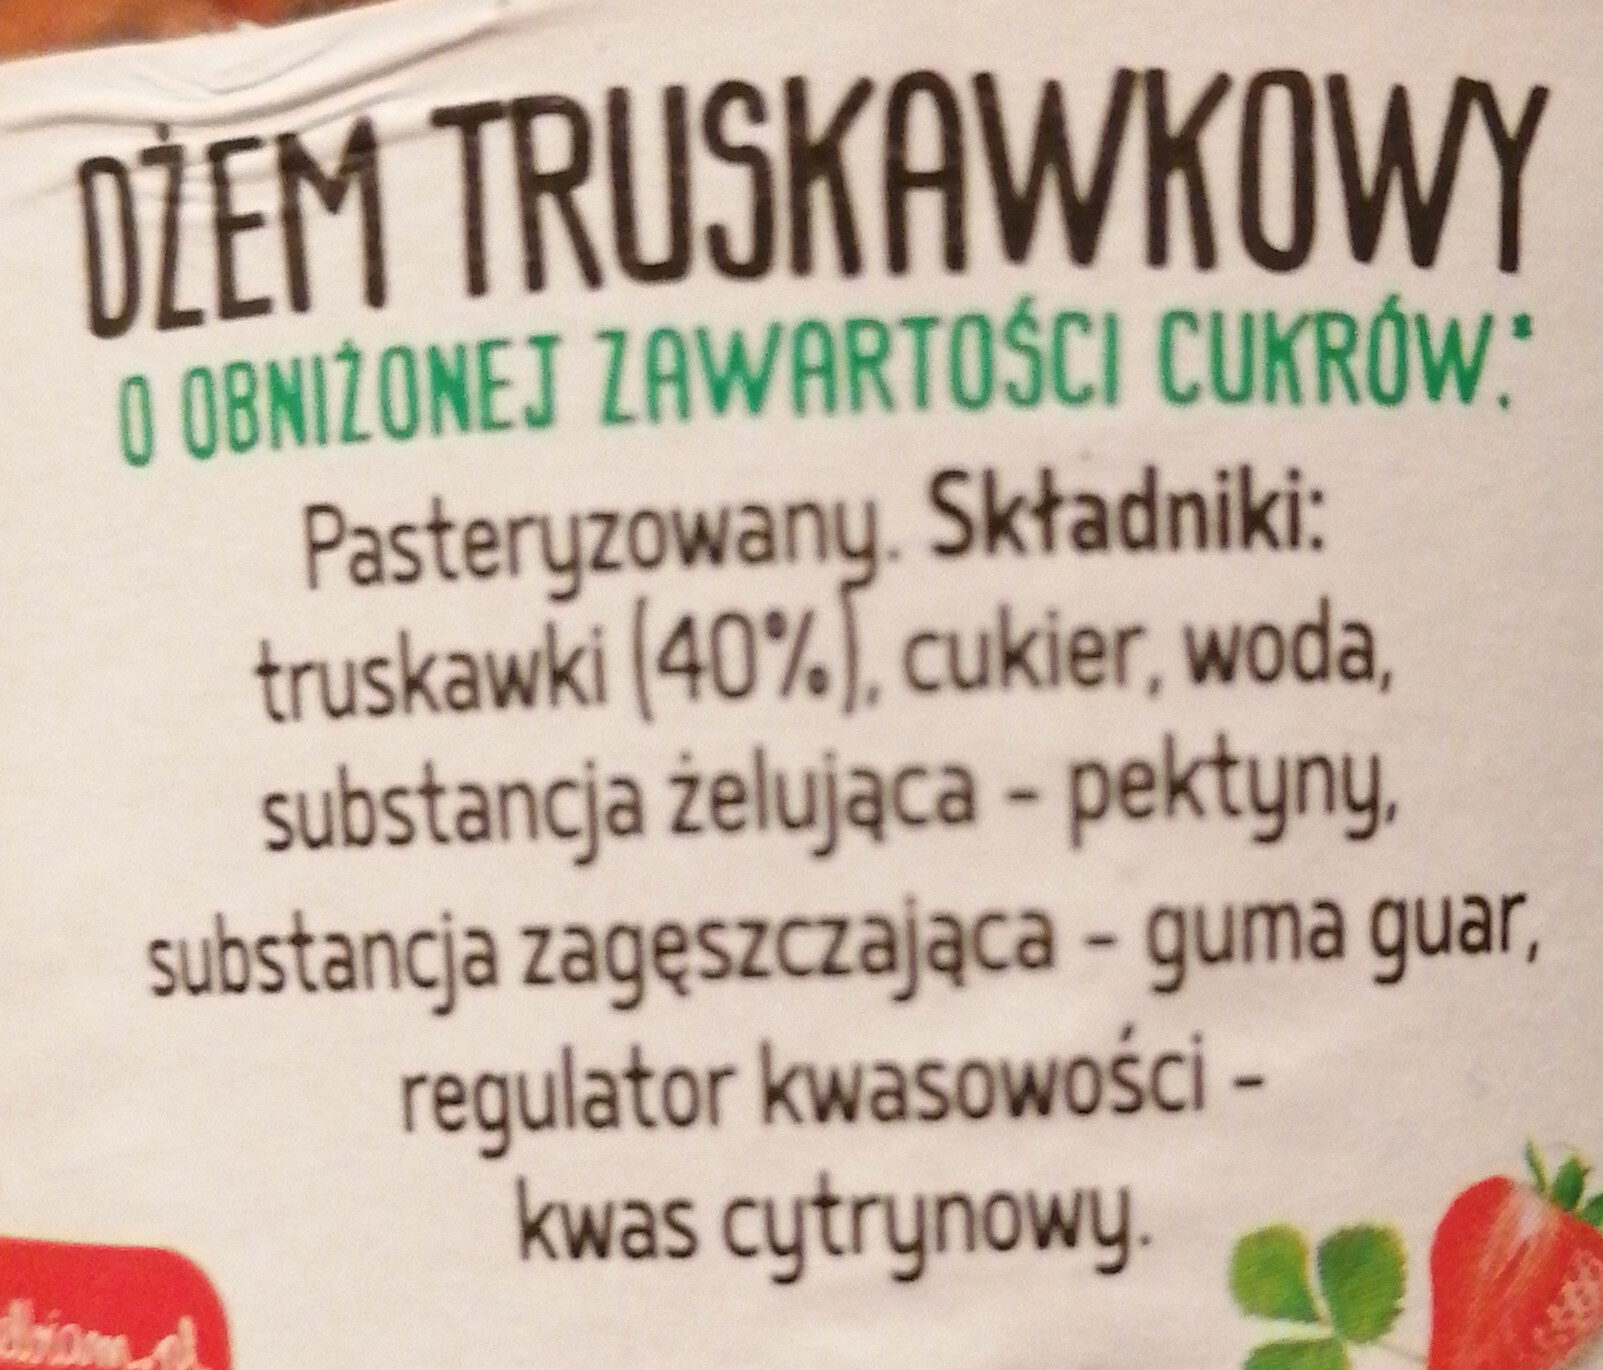 DŻEM TRUSKAWKOWY
O OBNIŻONEJ ZAWARTOŚCI CUKRÓW.*
Pasteryzowany. Składniki:
truskawki (40%), cukier, woda,
substancja żelująca – pektyny,
substancja zagęszczająca – guma guar,
regulator kwasowości –
kwas cytrynowy.